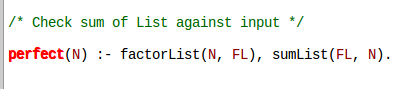 /* Check sum of List against input */
perfect(N) :- factorList(N, FL), sumList(FL, N).